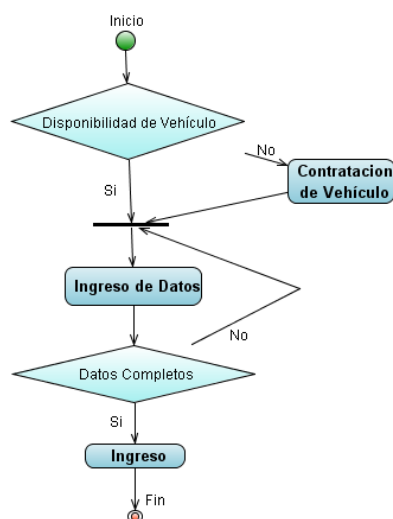 Inicio
Disponibilidad de Vehículo
No
Contratacion
de Vehículo
Si
Ingreso de Datos
No
Datos Completos
Si
Ingreso
Fin